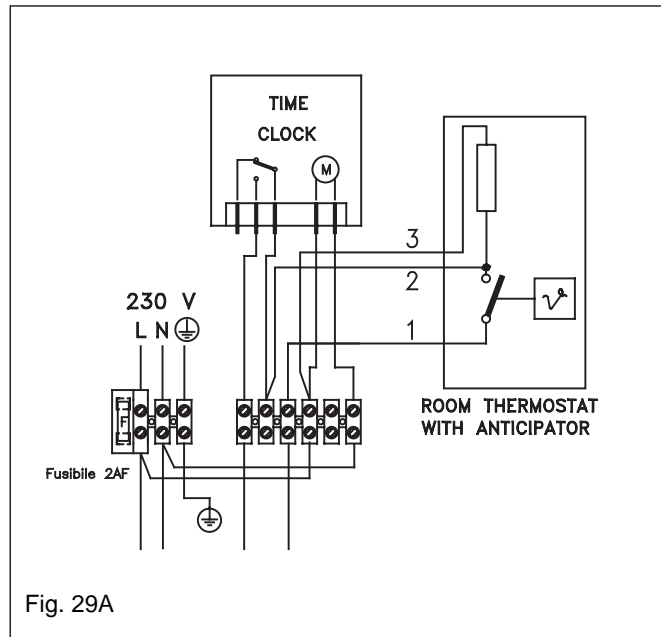 TIME
CLOCK
M
3
2
1
230 V
L N
F
ROOM THERMOSTAT
WITH ANTICIPATOR
Fusibile 2AF
Fig. 29A